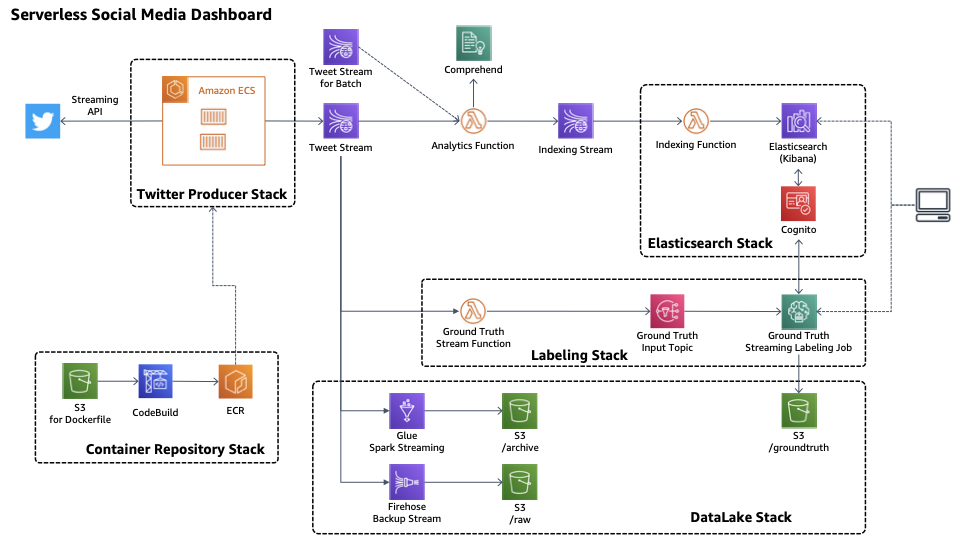 Serverless Social Media Dashboard
Streaming
API
Amazon ECS
Twitter Producer Stack
Tweet Stream
for Batch
Tweet Stream
Comprehend
Analytics Function
Indexing Stream
Indexing Function
Elasticsearch
(Kibana)
Cognito
Elasticsearch Stack
Ground Truth
Stream Function
Ground Truth
Input Topic
Ground Truth
Streaming Labeling Job
Labeling Stack
S3
for Dockerfile
CodeBuild
ECR
Container Repository Stack
Glue
Spark Streaming
S3
/archive
S3
/groundtruth
Firehose
Backup Stream
S3
/raw
DataLake Stack